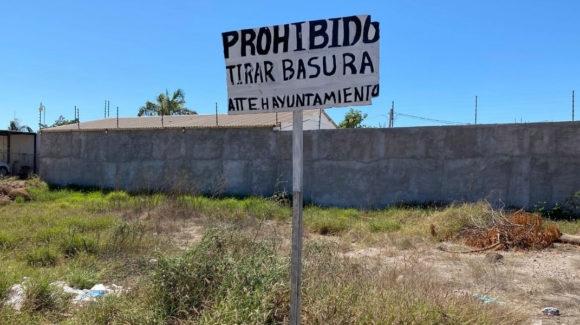 PROHIBIDO
TIRAR BASURA
ATTE HAYUNTAMIENTO